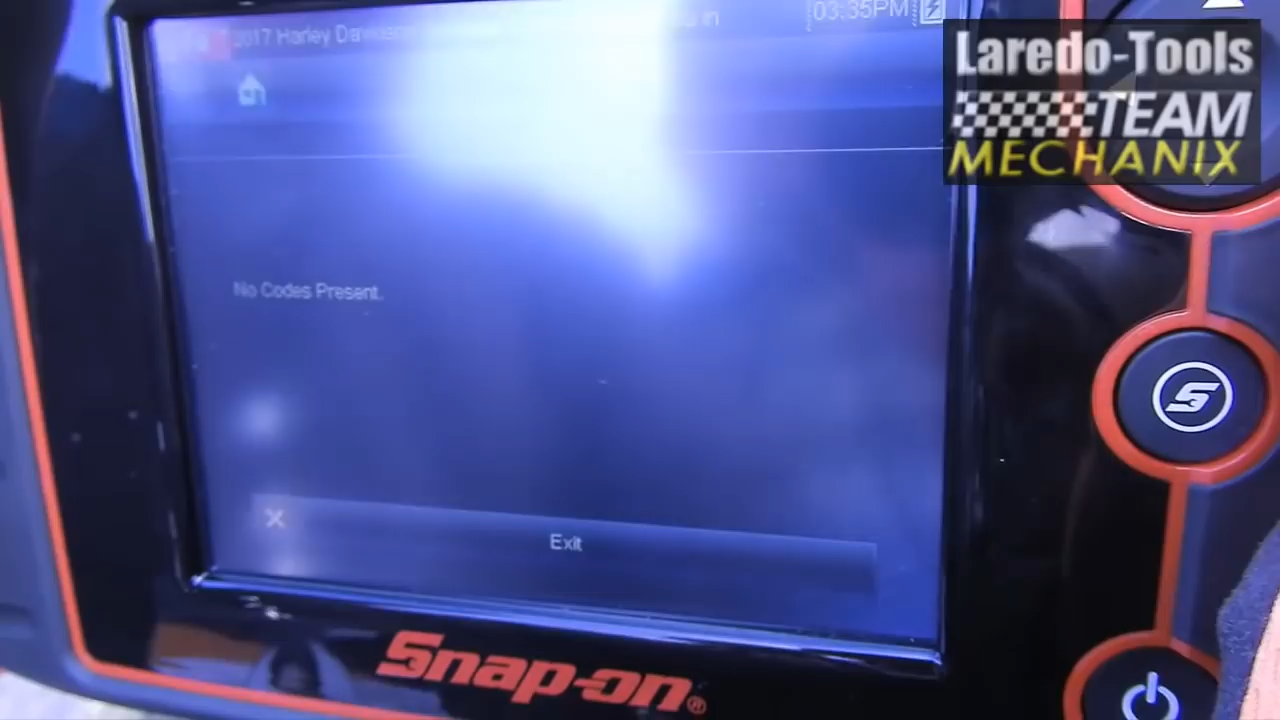 2017 Harley Davidson
03:35PM
Laredo-Tools
TEAM
MECHANIX
No Codes Present.
Exit
Snap-on®